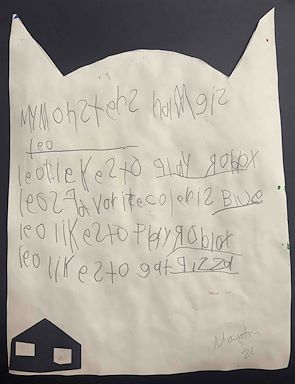 My Monsters name is
leo
leo likes to play roblox
leos favorite color is Blue
leo likes to play roblox
leo likes to eat pizza